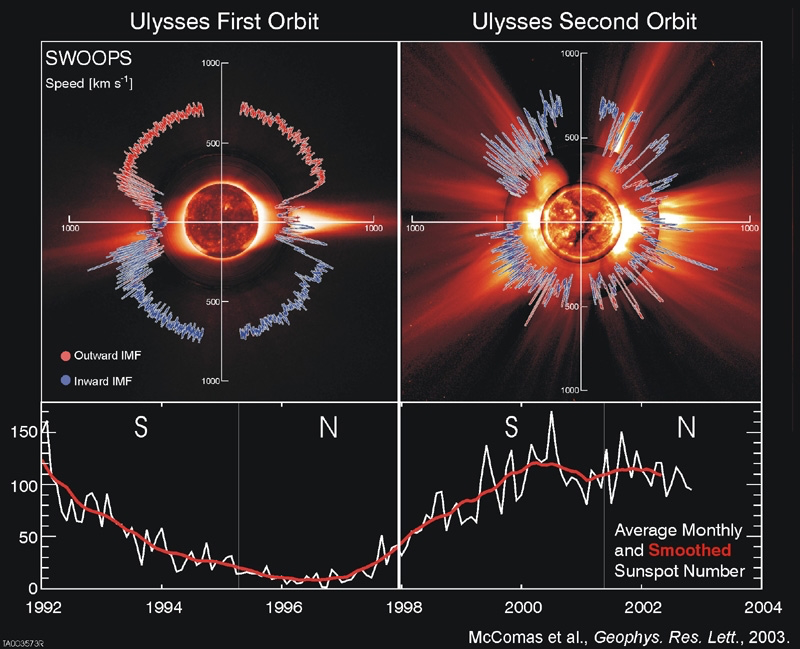 Ulysses First Orbit
Ulysses Second Orbit
SWOOPS
Speed [km s⁻¹]
1000
500
1000
1000
500
1000
1000
500
1000
1000
500
1000
Outward IMF
Inward IMF
S
N
S
N
150
100
50
0
Average Monthly
and Smoothed
Sunspot Number
1992
1994
1996
1998
2000
2002
2004
McComas et al., Geophys. Res. Lett., 2003.
TA003573R